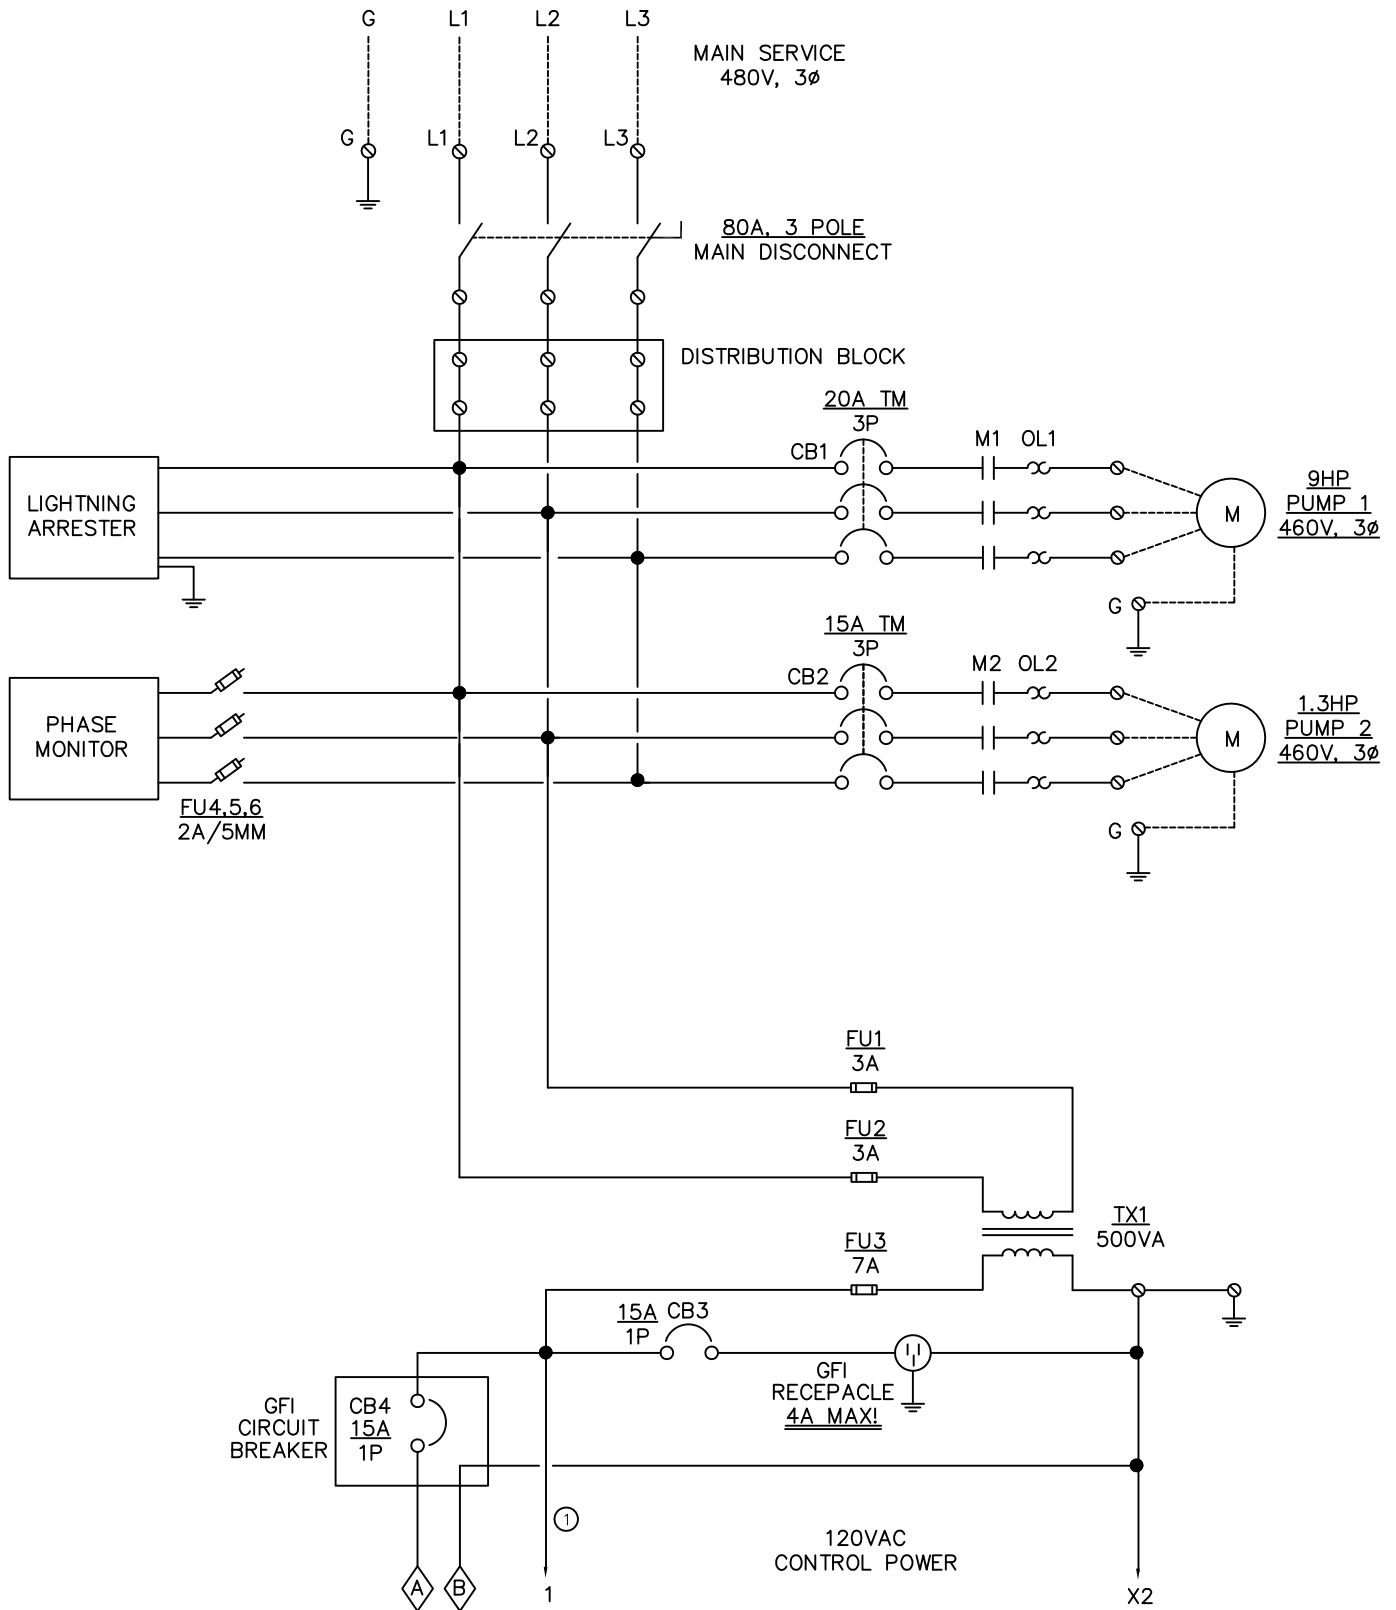 G L1 L2 L3
MAIN SERVICE
480V, 3ø
G L1 L2 L3
80A, 3 POLE
MAIN DISCONNECT
DISTRIBUTION BLOCK
20A TM
3P
CB1
M1 OL1
LIGHTNING
ARRESTER
M
9HP
PUMP 1
460V, 3ø
G
15A TM
3P
CB2
M2 OL2
PHASE
MONITOR
M
1.3HP
PUMP 2
460V, 3ø
FU4,5,6
2A/5MM
G
FU1
3A
FU2
3A
TX1
500VA
FU3
7A
15A CB3
1P
GFI
RECEPACLE
4A MAX!
GFI
CIRCUIT
BREAKER
CB4
15A
1P
1
120VAC
CONTROL POWER
A B 1 X2